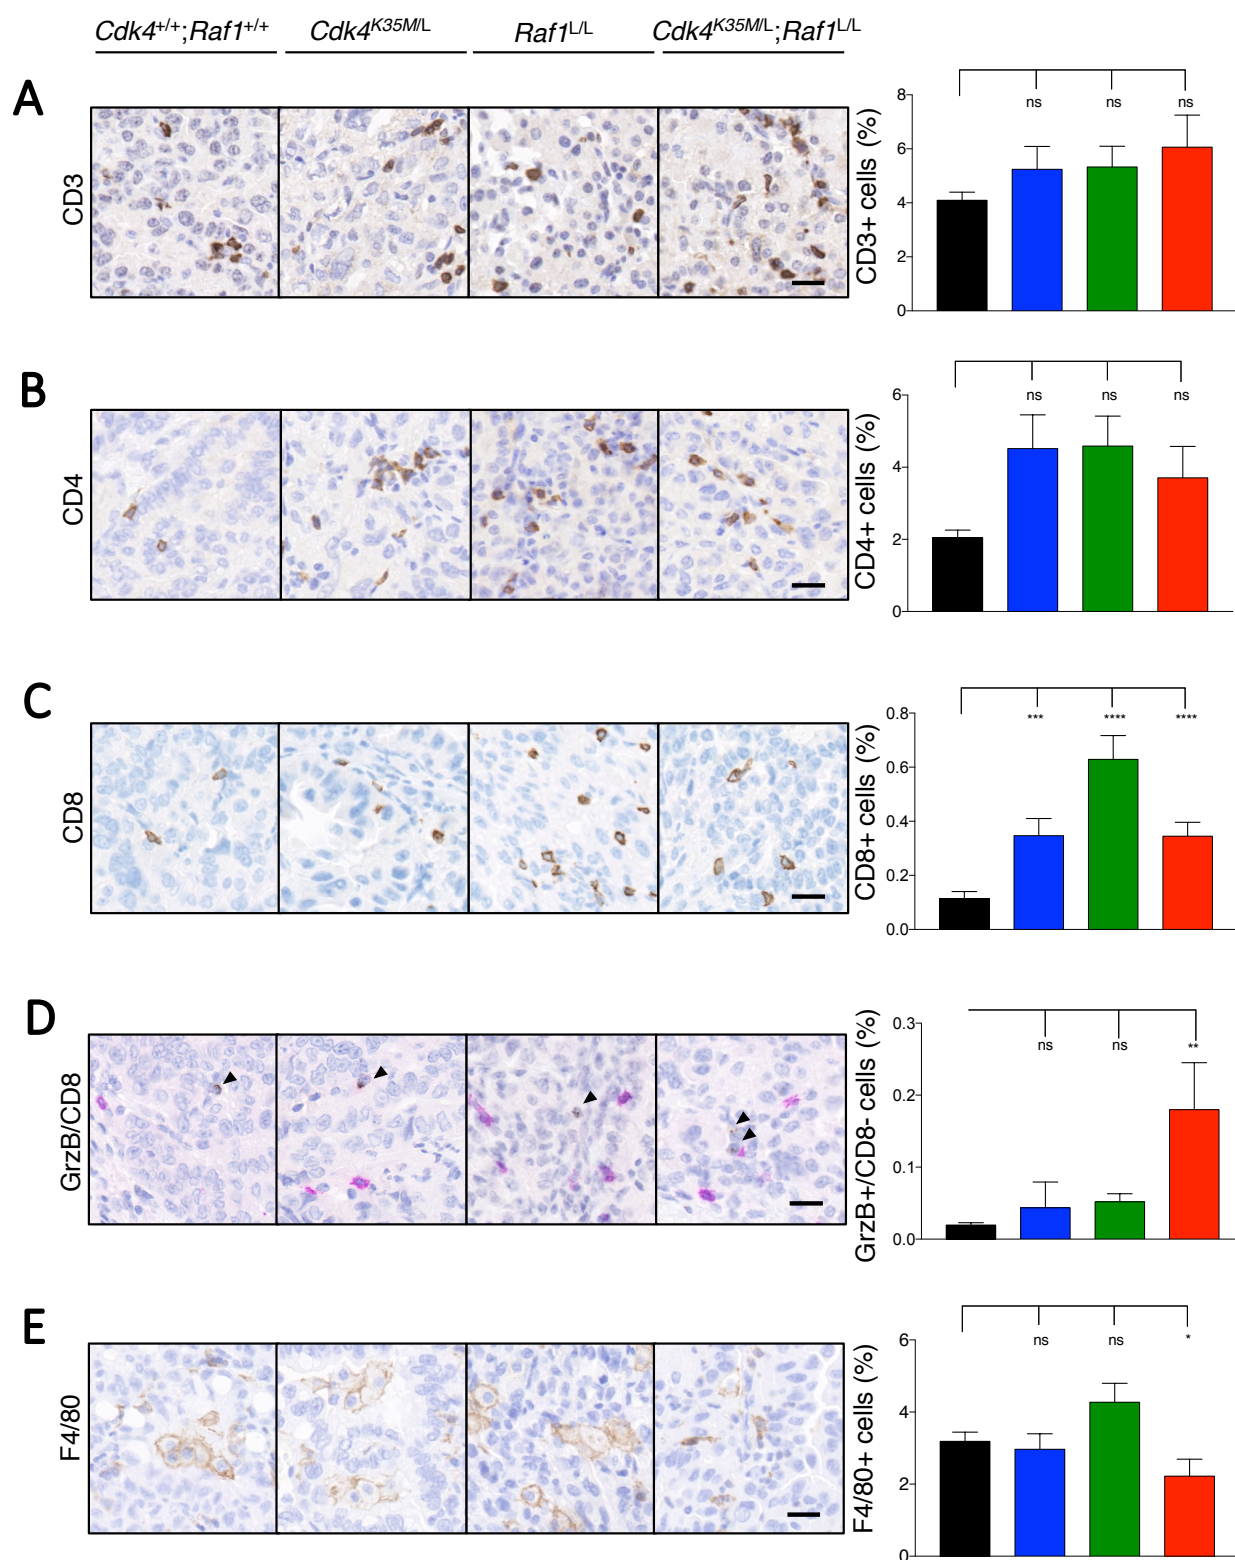 Cdk4+/+;Raf1+/+ Cdk4K35M/L Raf1L/L Cdk4K35M/L;Raf1L/L
A
CD3
CD3+ cells (%)
8
6
4
2
0
ns ns ns
B
CD4
CD4+ cells (%)
6
4
2
0
ns ns ns
C
CD8
CD8+ cells (%)
0.8
0.6
0.4
0.2
0.0
*** **** ****
D
GrzB/CD8
GrzB+/CD8- cells (%)
0.3
0.2
0.1
0.0
ns ns **
E
F4/80
F4/80+ cells (%)
6
4
2
0
ns ns *